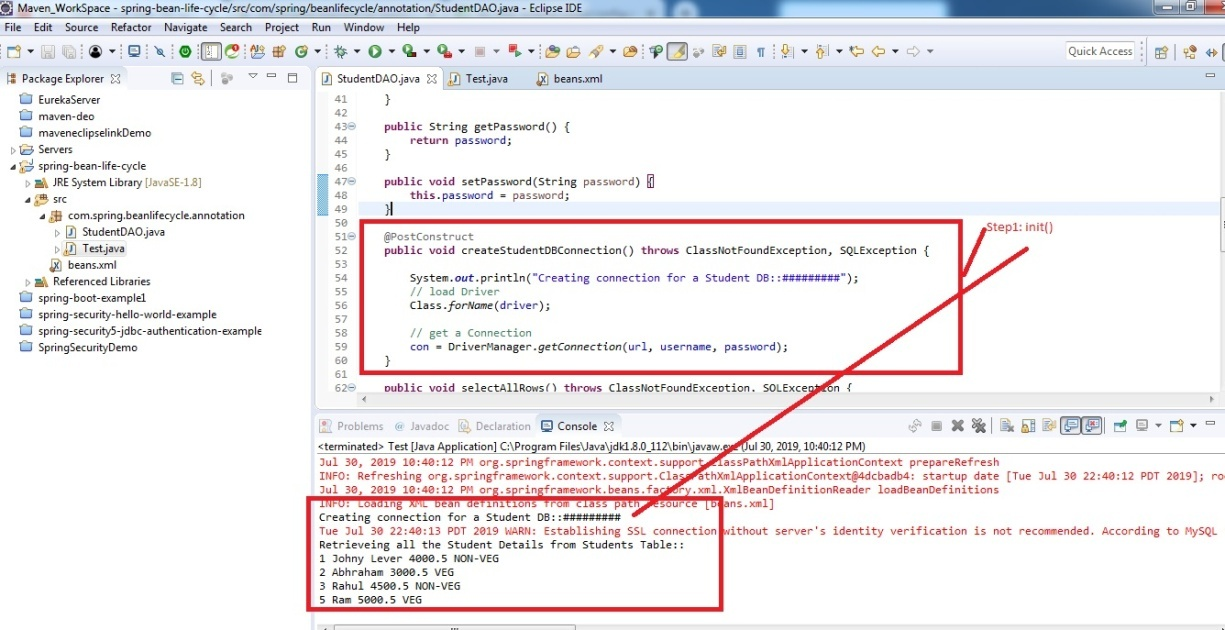 Maven_WorkSpace - spring-bean-life-cycle/src/com/spring/beanlifecycle/annotation/StudentDAO.java - Eclipse IDE
File Edit Source Refactor Navigate Search Project Run Window Help
Quick Access
Package Explorer
EurekaServer
maven-deo
maveneclipselinkDemo
Servers
spring-bean-life-cycle
JRE System Library [JavaSE-1.8]
src
com.spring.beanlifecycle.annotation
StudentDAO.java
Test.java
beans.xml
Referenced Libraries
spring-boot-example1
spring-security-hello-world-example
spring-security5-jdbc-authentication-example
SpringSecurityDemo
StudentDAO.java Test.java beans.xml
41 }
42
43 public String getPassword() {
44 return password;
45 }
46
47 public void setPassword(String password) {
48 this.password = password;
49 }
50
51 @PostConstruct
52 public void createStudentDBConnection() throws ClassNotFoundException, SQLException {
53
54 System.out.println("Creating connection for a Student DB::#########");
55 // load Driver
56 Class.forName(driver);
57
58 // get a Connection
59 con = DriverManager.getConnection(url, username, password);
60 }
61
62 public void selectAllRows() throws ClassNotFoundException, SQLException {
Step1: init()
Problems @ Javadoc Declaration Console
<terminated> Test [Java Application] C:\Program Files\Java\jdk1.8.0_112\bin\javaw.exe (Jul 30, 2019, 10:40:12 PM)
Jul 30, 2019 10:40:12 PM org.springframework.context.support.ClassPathXmlApplicationContext prepareRefresh
INFO: Refreshing org.springframework.context.support.ClassPathXmlApplicationContext@4dcbadb4: startup date [Tue Jul 30 22:40:12 PDT 2019]; ro
Jul 30, 2019 10:40:12 PM org.springframework.beans.factory.xml.XmlBeanDefinitionReader loadBeanDefinitions
INFO: Loading XML bean definitions from class path resource [beans.xml]
Creating connection for a Student DB::#########
Tue Jul 30 22:40:13 PDT 2019 WARN: Establishing SSL connection without server's identity verification is not recommended. According to MySQL
Retrieveing all the Student Details from Students Table::
1 Johny Lever 4000.5 NON-VEG
2 Abhraham 3000.5 VEG
3 Rahul 4500.5 NON-VEG
5 Ram 5000.5 VEG